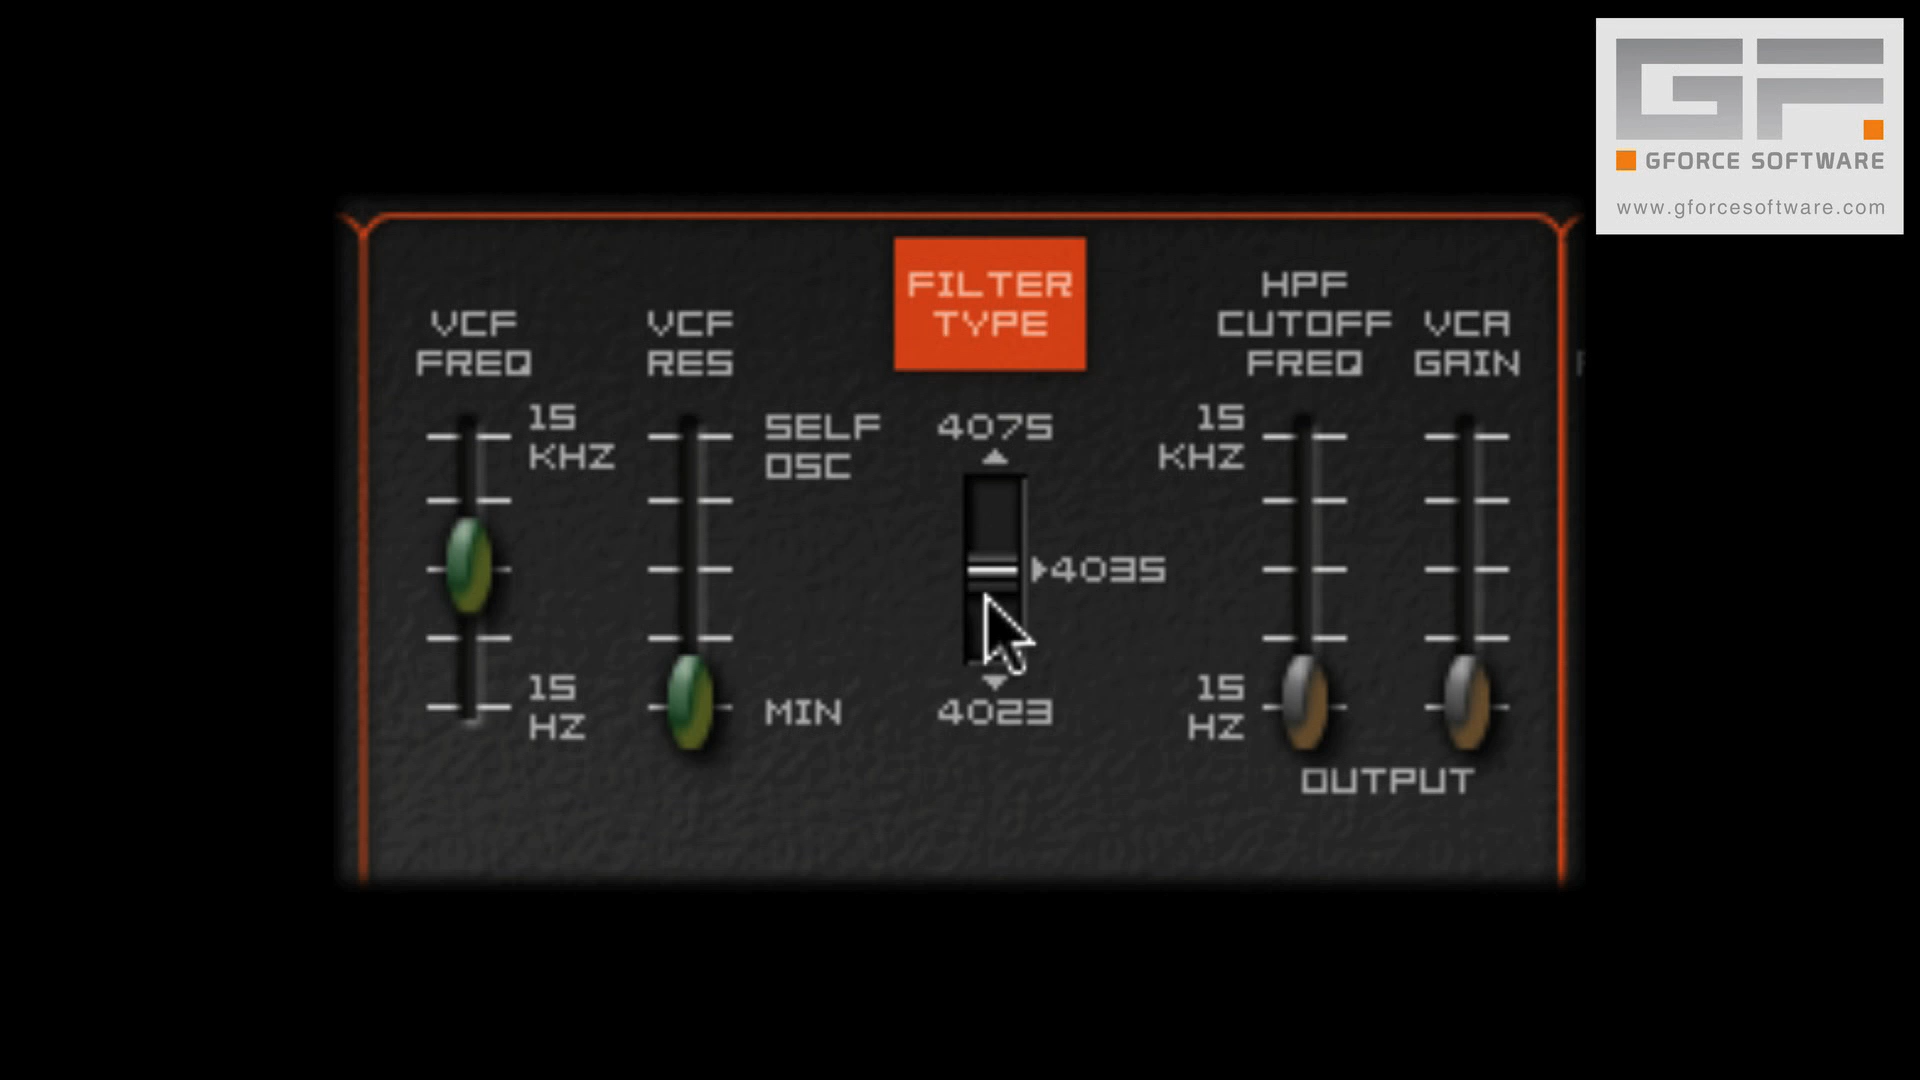 GF
GFORCE SOFTWARE
www.gforcesoftware.com
FILTER
TYPE
VCF
FREQ
VCF
RES
HPF
CUTOFF
FREQ
VCA
GAIN
15
KHZ
SELF
OSC
4075
15
KHZ
4035
15
HZ
MIN
4023
15
HZ
OUTPUT